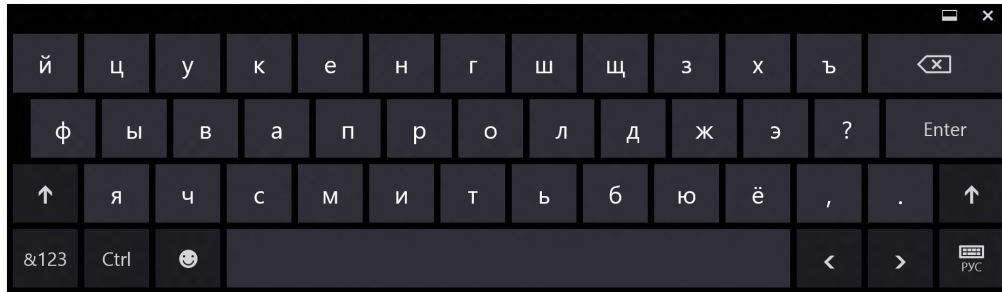 й ц у к е н г ш щ з х ъ
ф ы в а п р о л д ж э ? Enter
я ч с м и т ь б ю ё , .
&123 Ctrl < >
РУС